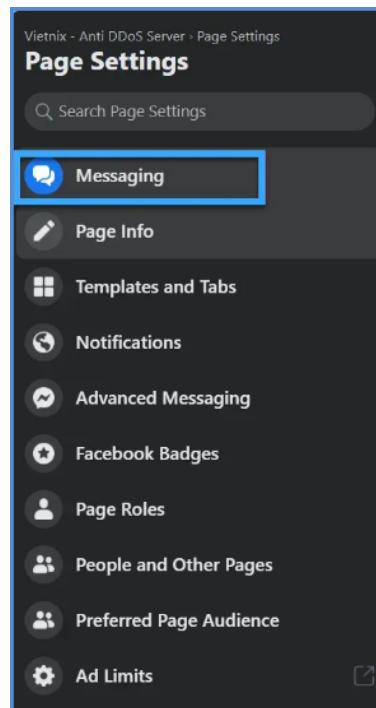 Vietnix - Anti DDoS Server › Page Settings
Page Settings
Search Page Settings
Messaging
Page Info
Templates and Tabs
Notifications
Advanced Messaging
Facebook Badges
Page Roles
People and Other Pages
Preferred Page Audience
Ad Limits